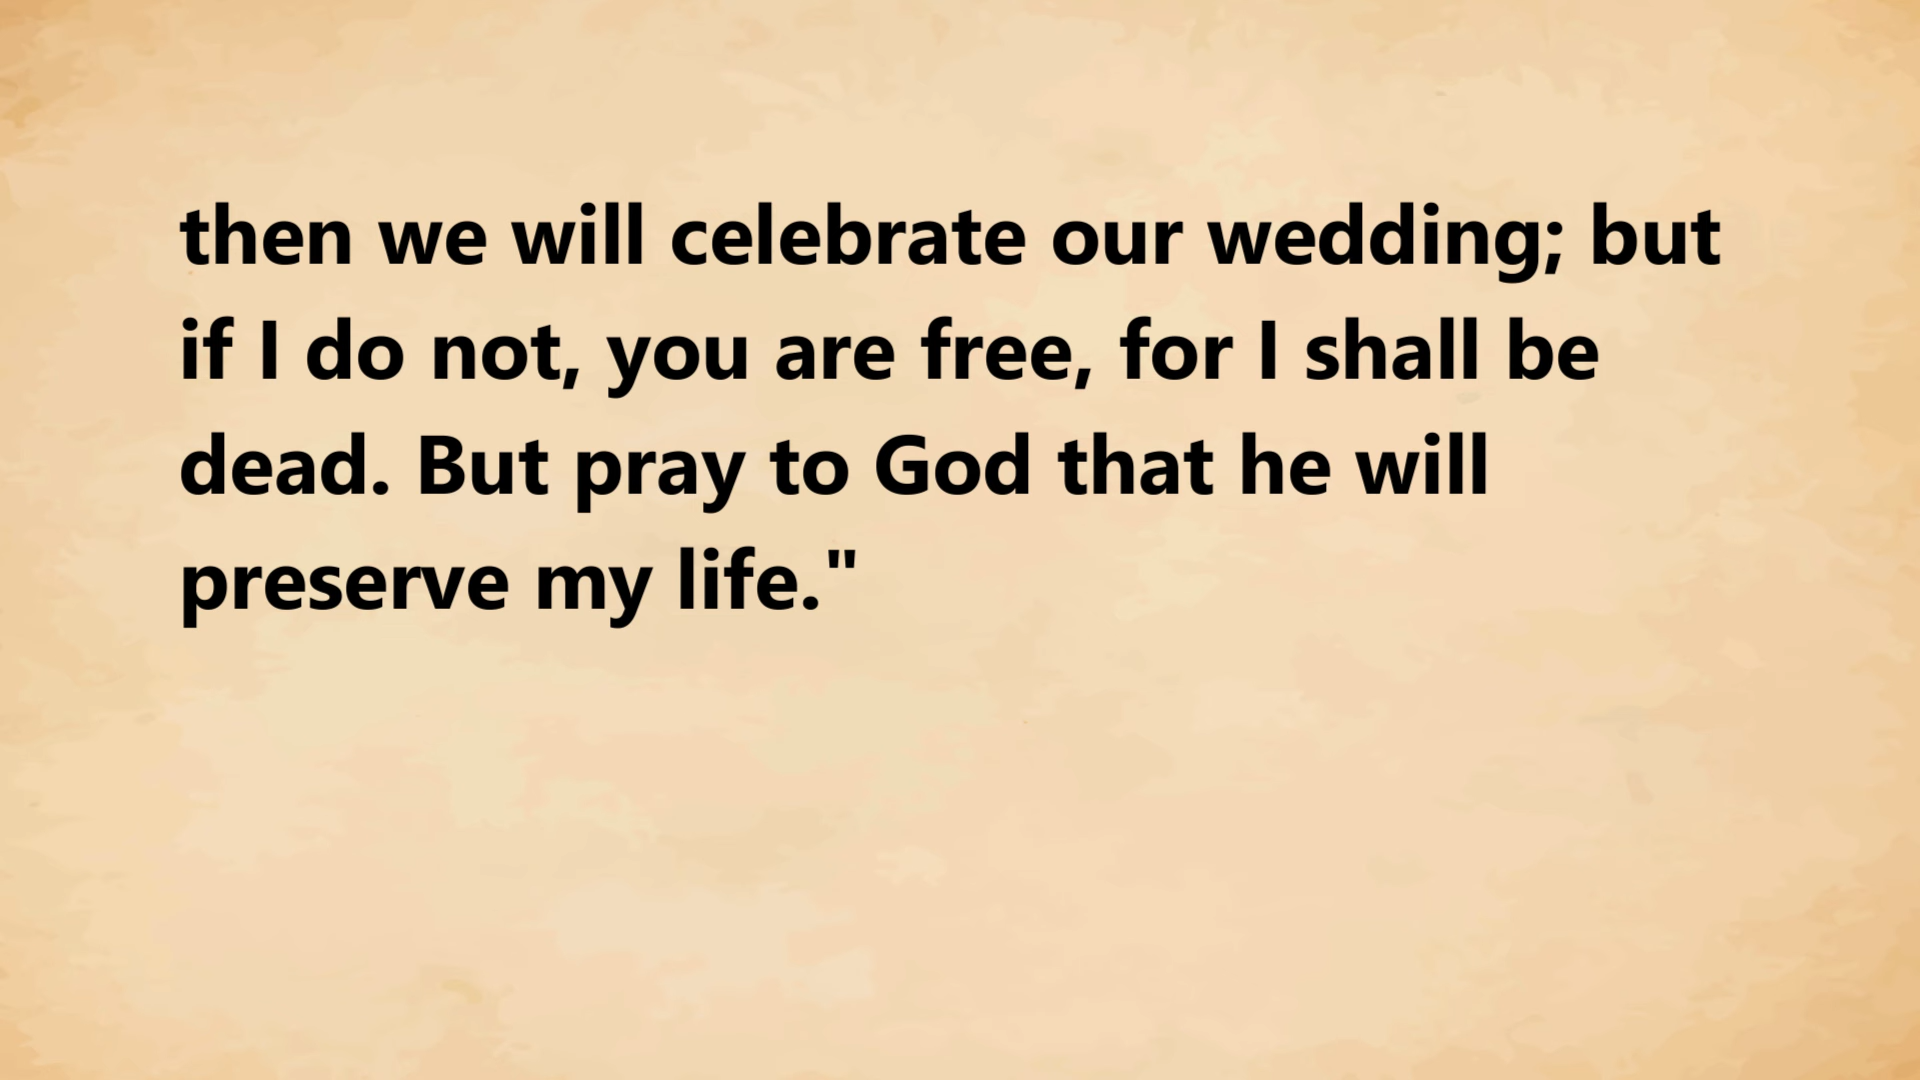 then we will celebrate our wedding; but
if I do not, you are free, for I shall be
dead. But pray to God that he will
preserve my life."